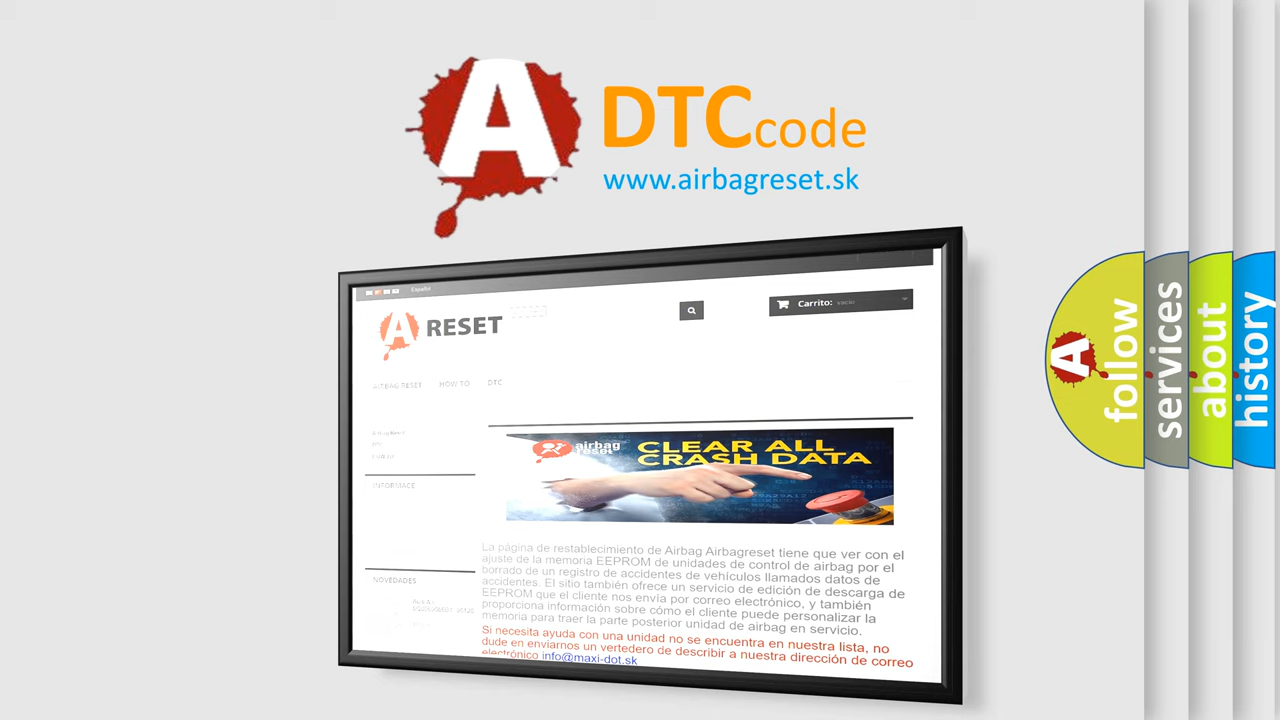 A
DTCcode
www.airbagreset.sk
Español
A RESET
Carrito: vacío
AIRBAG RESET HOW TO DTC
airbag
reset
CLEAR ALL
CRASH DATA
INFORMACE
NOVEDADES
La página de restablecimiento de Airbag Airbagreset tiene que ver con el
ajuste de la memoria EEPROM de unidades de control de airbag por el
borrado de un registro de accidentes de vehículos llamados datos de
accidentes. El sitio también ofrece un servicio de edición de descarga de
EEPROM que el cliente nos envía por correo electrónico, y también
proporciona información sobre cómo el cliente puede personalizar la
memoria para traer la parte posterior unidad de airbag en servicio.
Si necesita ayuda con una unidad no se encuentra en nuestra lista, no
dude en enviarnos un vertedero de describir a nuestra dirección de correo
electrónico info@maxi-dot.sk
A
follow
services
about
history